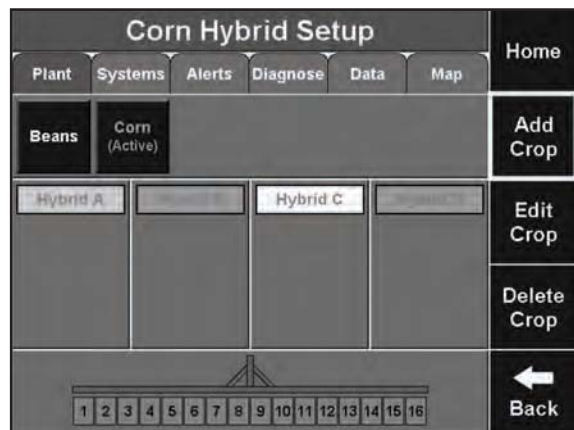 Corn Hybrid Setup
Home
Plant Systems Alerts Diagnose Data Map
Beans
Corn
(Active)
Add
Crop
Hybrid A
Hybrid C
Edit
Crop
Delete
Crop
1 2 3 4 5 6 7 8 9 10 11 12 13 14 15 16
Back